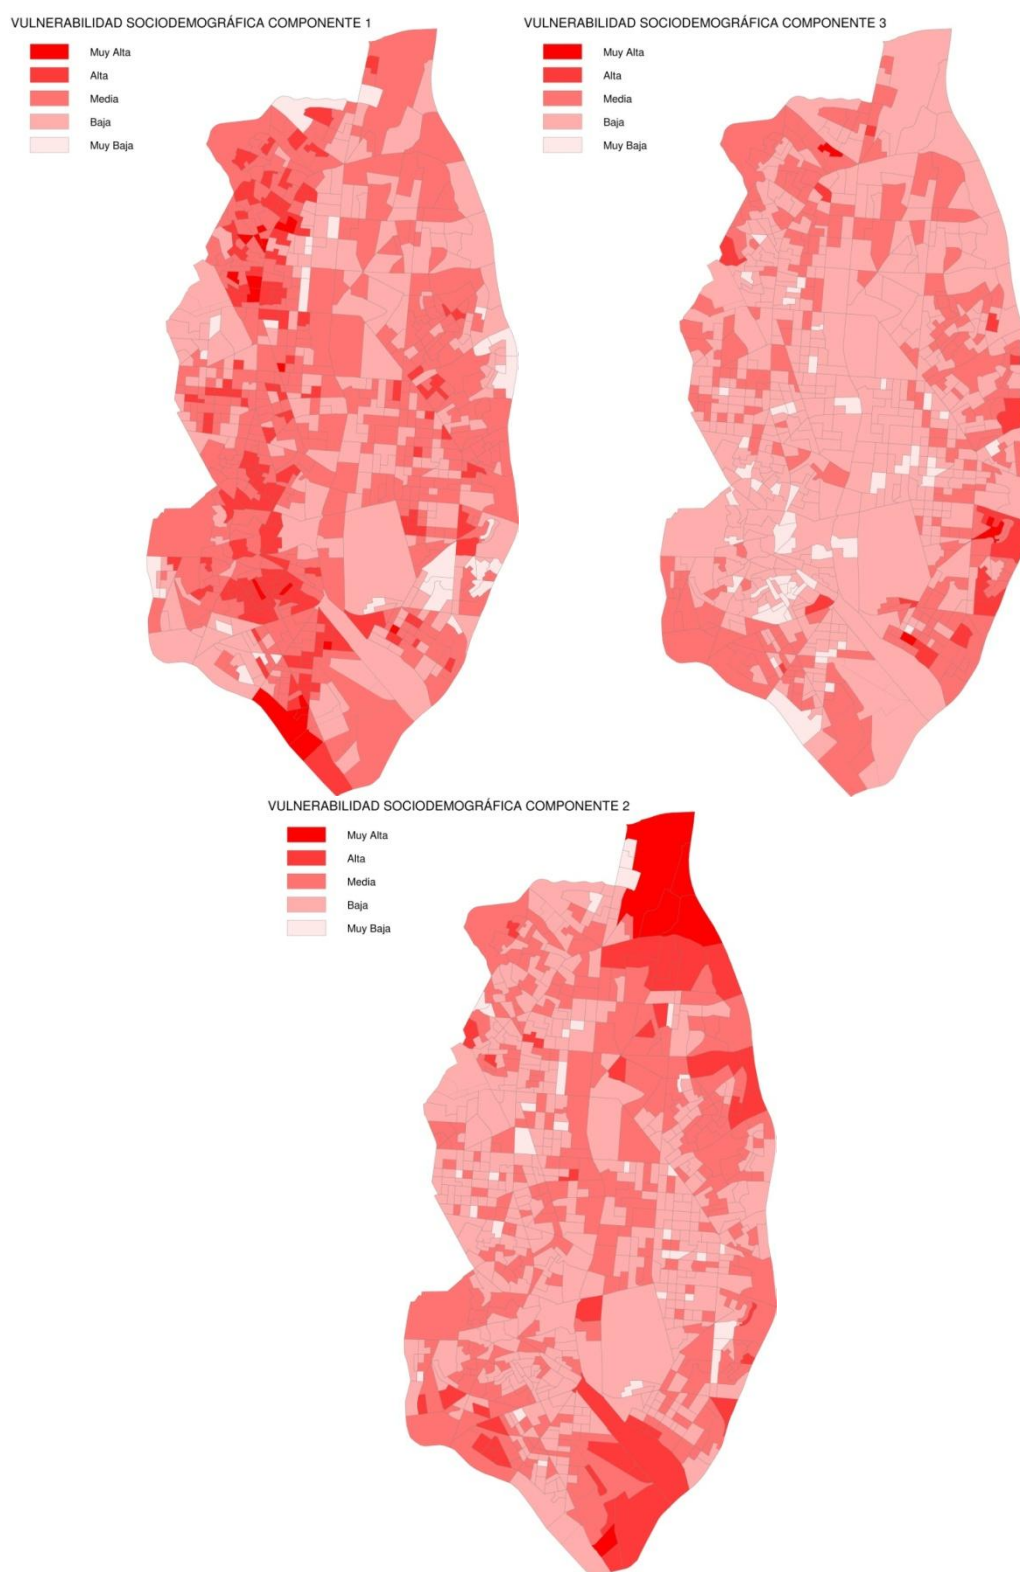 VULNERABILIDAD SOCIODEMOGRÁFICA COMPONENTE 1
Muy Alta
Alta
Media
Baja
Muy Baja
VULNERABILIDAD SOCIODEMOGRÁFICA COMPONENTE 3
Muy Alta
Alta
Media
Baja
Muy Baja
VULNERABILIDAD SOCIODEMOGRÁFICA COMPONENTE 2
Muy Alta
Alta
Media
Baja
Muy Baja